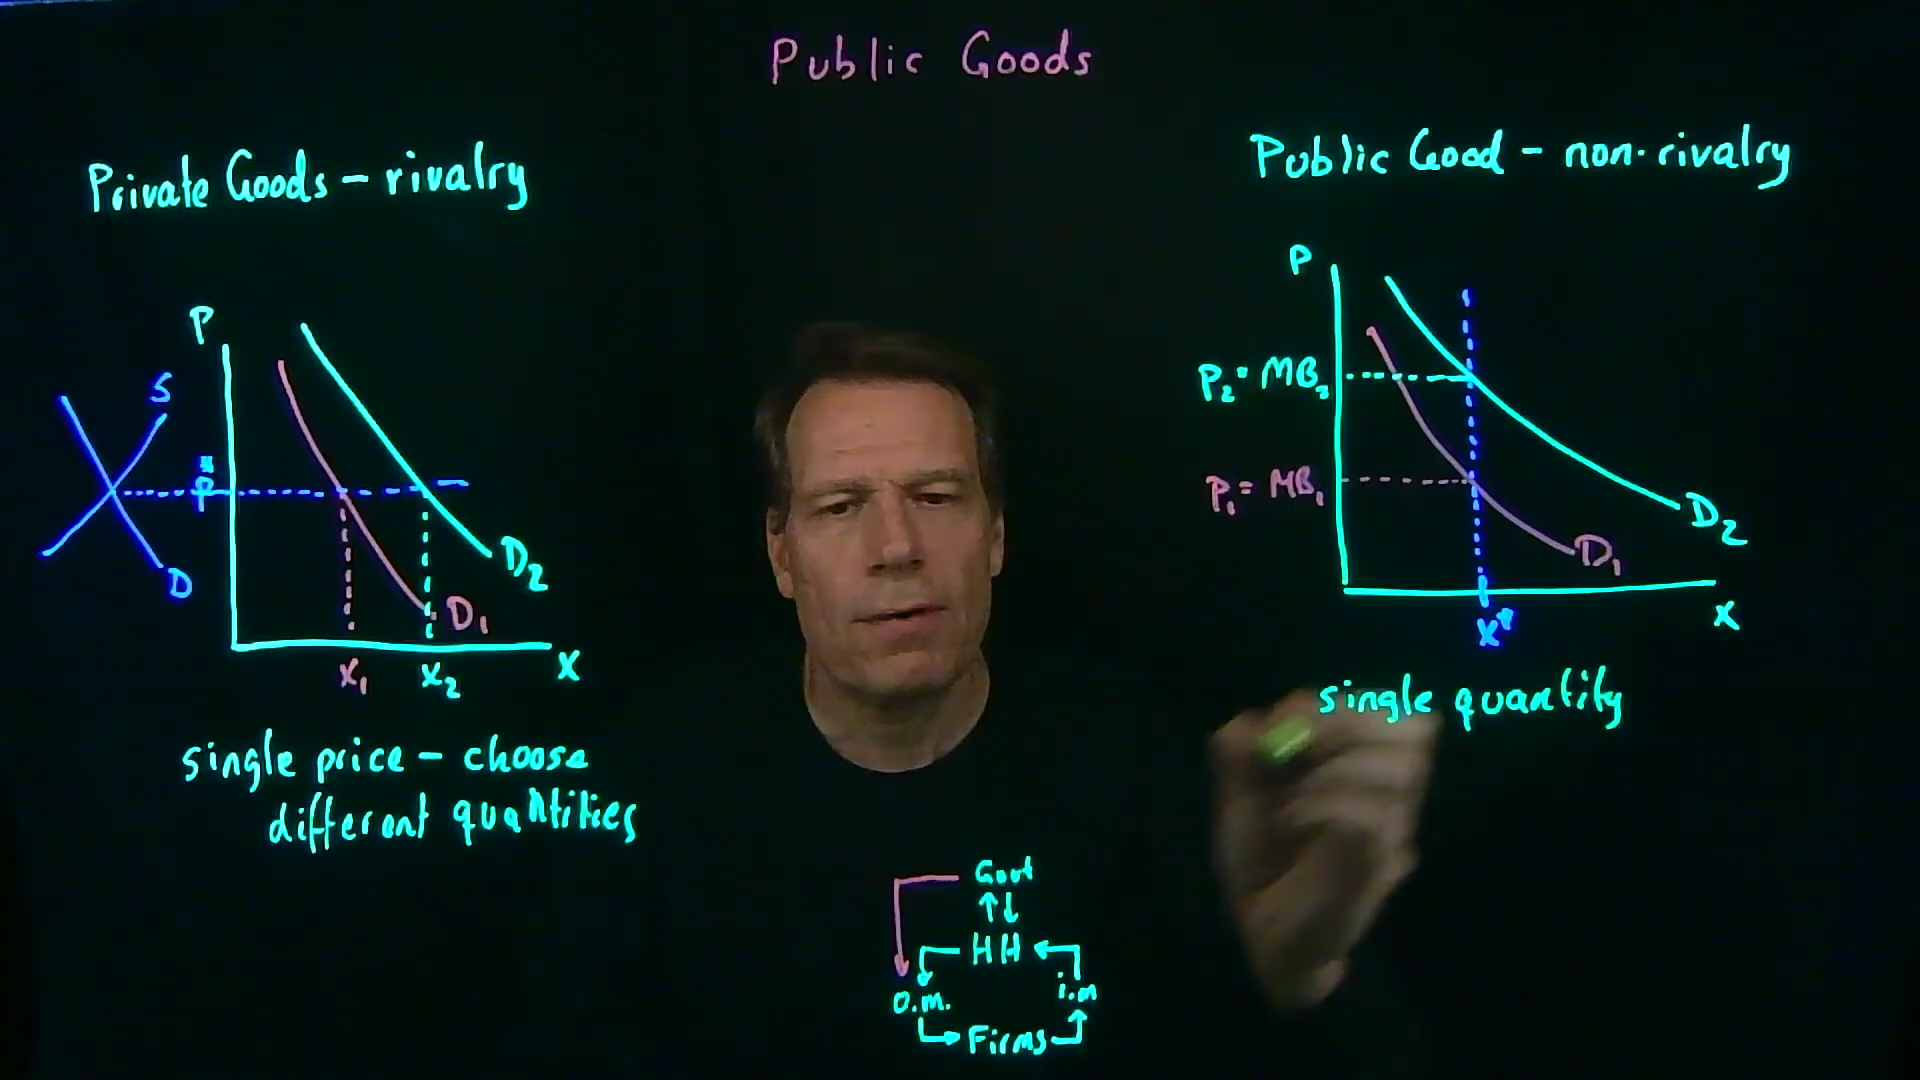 Public Goods
Private Goods - rivalry
P
S
P*
D
D2
D1
x1 x2 x
single price - choose
different quantities
Public Good - non-rivalry
P
P2 = MB2
P1 = MB1
D2
D1
x*
x
single quantity
Govt
HH
o.m. i.m
Firms